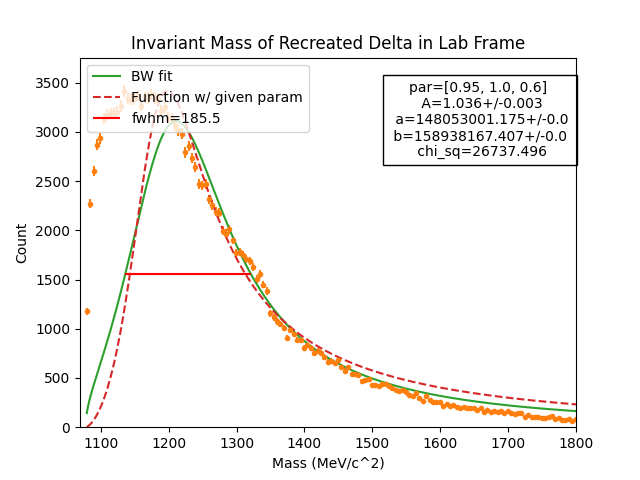 Invariant Mass of Recreated Delta in Lab Frame
BW fit
Function w/ given param
fwhm=185.5
par=[0.95, 1.0, 0.6]
A=1.036+/-0.003
a=148053001.175+/-0.0
b=158938167.407+/-0.0
chi_sq=26737.496
Count
3500
3000
2500
2000
1500
1000
500
0
1100 1200 1300 1400 1500 1600 1700 1800
Mass (MeV/c^2)